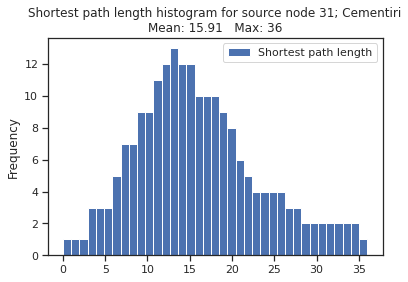 Shortest path length histogram for source node 31; Cementiri
Mean: 15.91   Max: 36
Shortest path length
Frequency
12
10
8
6
4
2
0
0 5 10 15 20 25 30 35